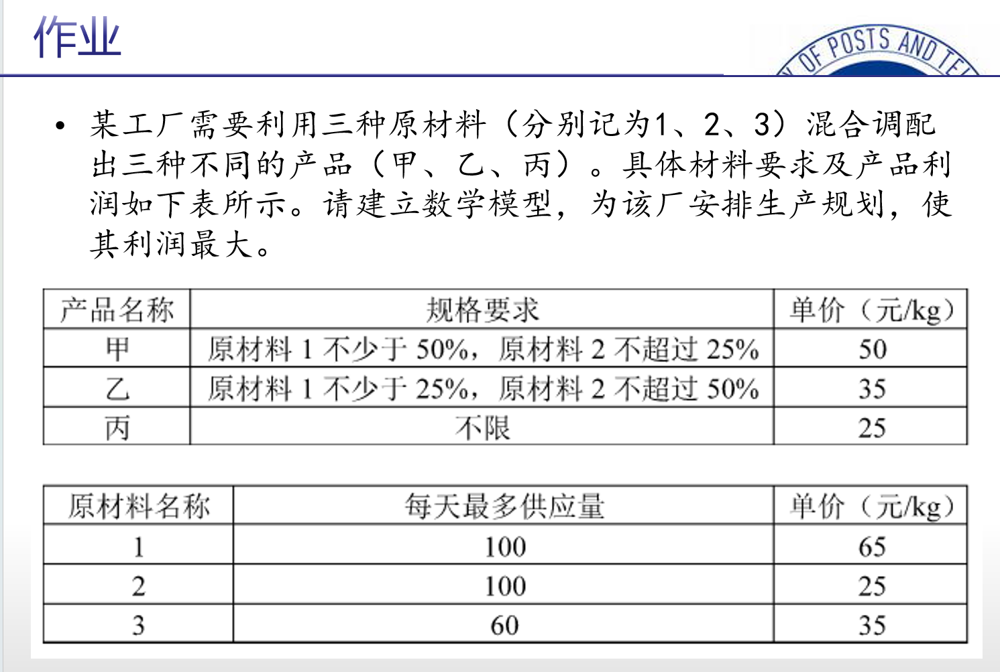 作业
Y OF POSTS AND TE
• 某工厂需要利用三种原材料（分别记为1、2、3）混合调配
出三种不同的产品（甲、乙、丙）。具体材料要求及产品利
润如下表所示。请建立数学模型，为该厂安排生产规划，使
其利润最大。
产品名称 规格要求 单价（元/kg）
甲 原材料 1 不少于 50%，原材料 2 不超过 25% 50
乙 原材料 1 不少于 25%，原材料 2 不超过 50% 35
丙 不限 25
原材料名称 每天最多供应量 单价（元/kg）
1 100 65
2 100 25
3 60 35